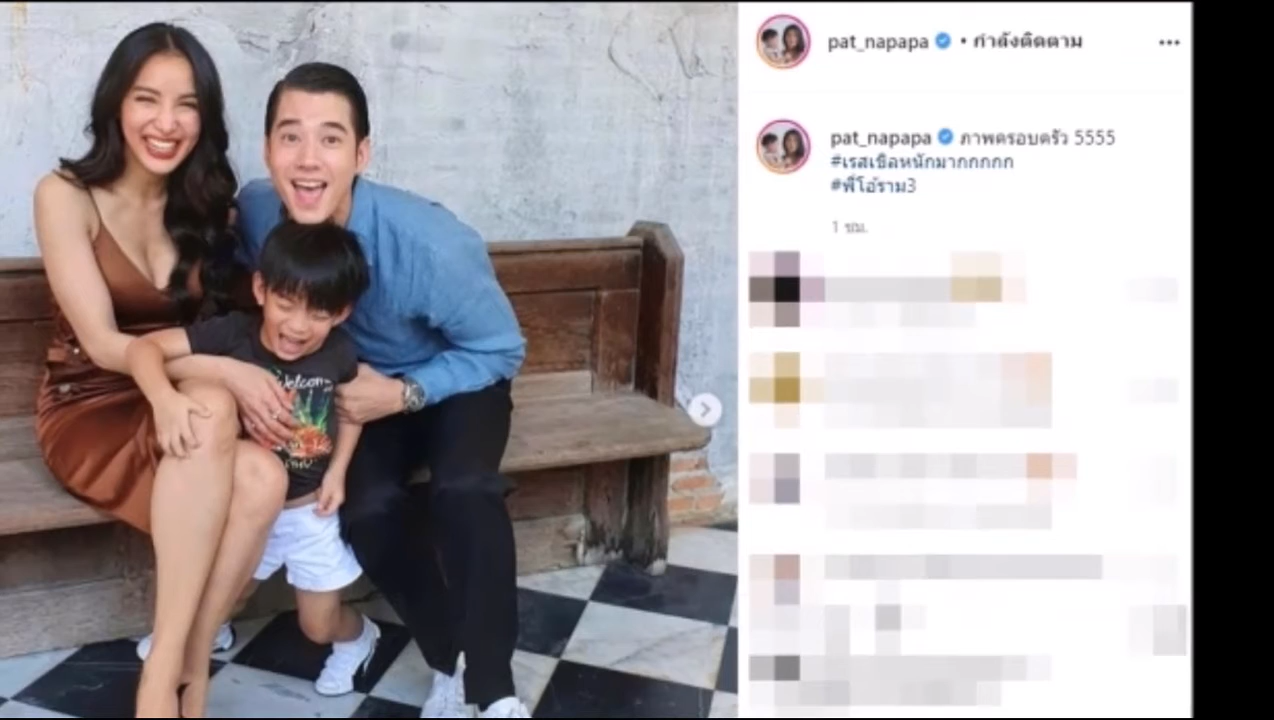 pat_napapa • กำลังติดตาม
pat_napapa ภาพครอบครัว 5555
#เรสเซิลหนักมากกกกก
#พี่โอ๋ราม3
1 ชม.
Welcome